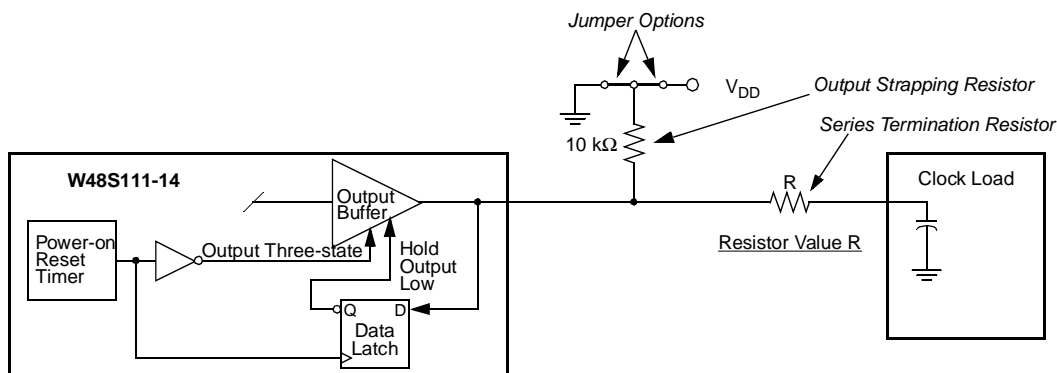 Jumper Options
VDD
Output Strapping Resistor
10 kΩ
Series Termination Resistor
W48S111-14
Output
Buffer
R
Clock Load
Power-on
Reset
Timer
Output Three-state
Hold
Output
Low
Resistor Value R
Q
D
Data
Latch